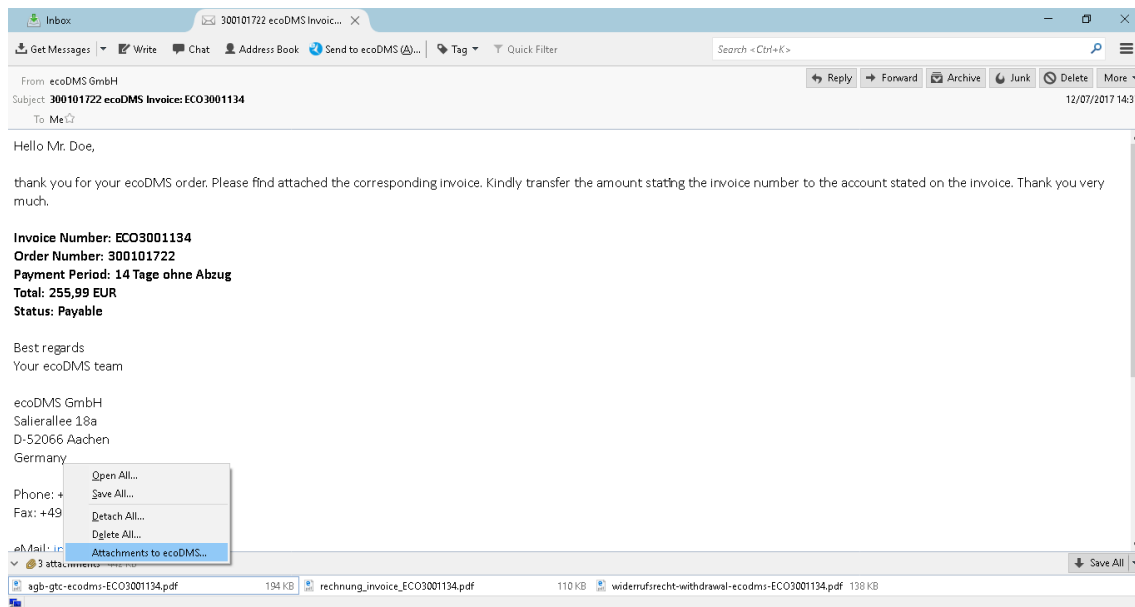 Inbox
300101722 ecoDMS Invoic...
Get Messages Write Chat Address Book Send to ecoDMS (A)... Tag Quick Filter Search <Ctrl+K>
From ecoDMS GmbH
Reply Forward Archive Junk Delete More
Subject 300101722 ecoDMS Invoice: ECO3001134
12/07/2017 14:3
To Me
Hello Mr. Doe,
thank you for your ecoDMS order. Please find attached the corresponding invoice. Kindly transfer the amount stating the invoice number to the account stated on the invoice. Thank you very
much.
Invoice Number: ECO3001134
Order Number: 300101722
Payment Period: 14 Tage ohne Abzug
Total: 255,99 EUR
Status: Payable
Best regards
Your ecoDMS team
ecoDMS GmbH
Salierallee 18a
D-52066 Aachen
Germany
Phone: +
Fax: +49
eMail:
Open All...
Save All...
Detach All...
Delete All...
Attachments to ecoDMS...
3 attachments
Save All
agb-gtc-ecodms-ECO3001134.pdf 194 KB rechnung_invoice_ECO3001134.pdf 110 KB widerrufsrecht-withdrawal-ecodms-ECO3001134.pdf 138 KB